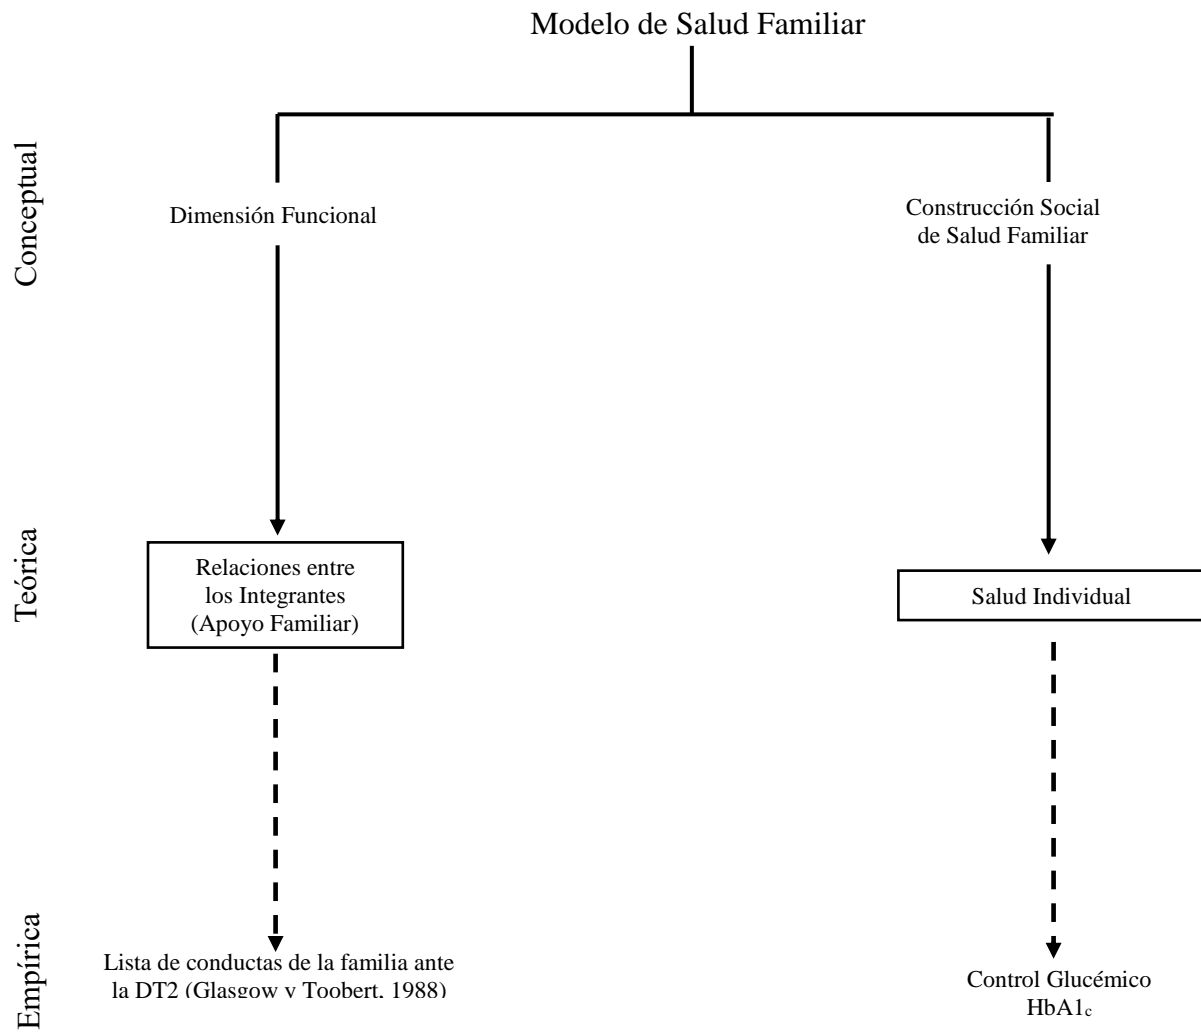 Modelo de Salud Familiar
Conceptual
Dimensión Funcional
Construcción Social
de Salud Familiar
Teórica
Relaciones entre
los Integrantes
(Apoyo Familiar)
Salud Individual
Empírica
Lista de conductas de la familia ante
la DT2 (Glasgow y Toobert, 1988)
Control Glucémico
HbA1c